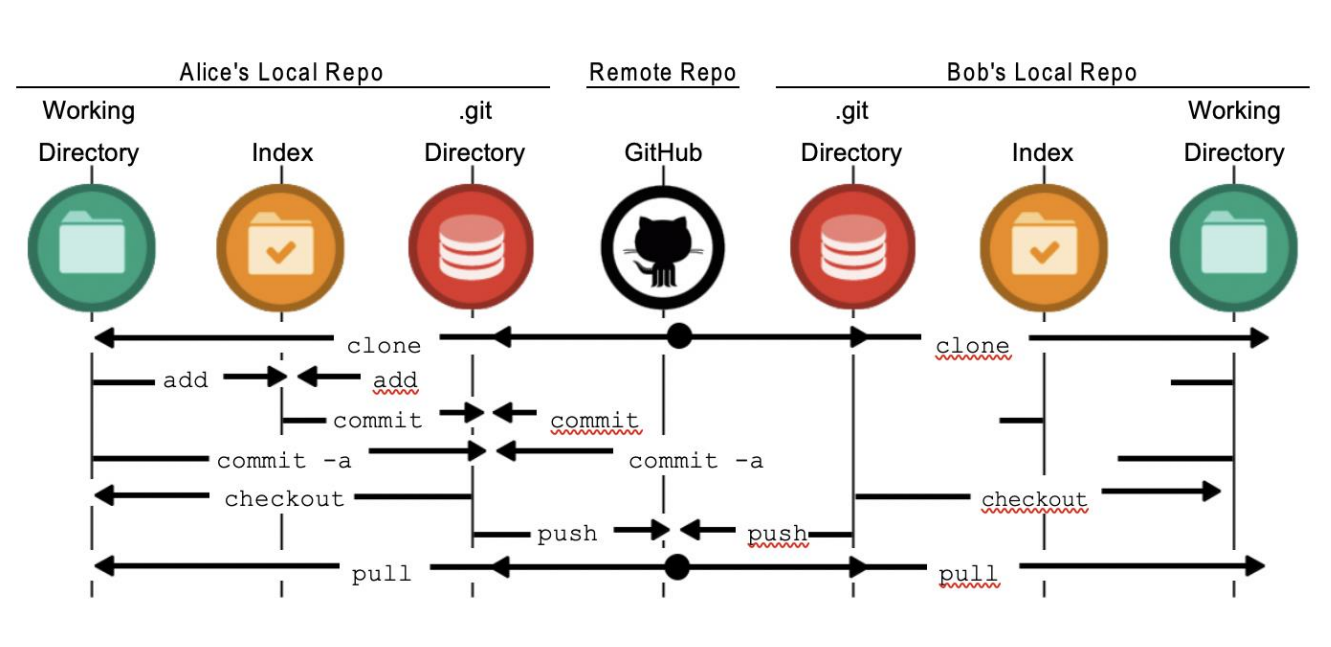 Alice's Local Repo Remote Repo Bob's Local Repo
Working .git .git Working
Directory Index Directory GitHub Directory Index Directory
clone clone
add add
commit commit
commit -a commit -a
checkout checkout
push push
pull pull